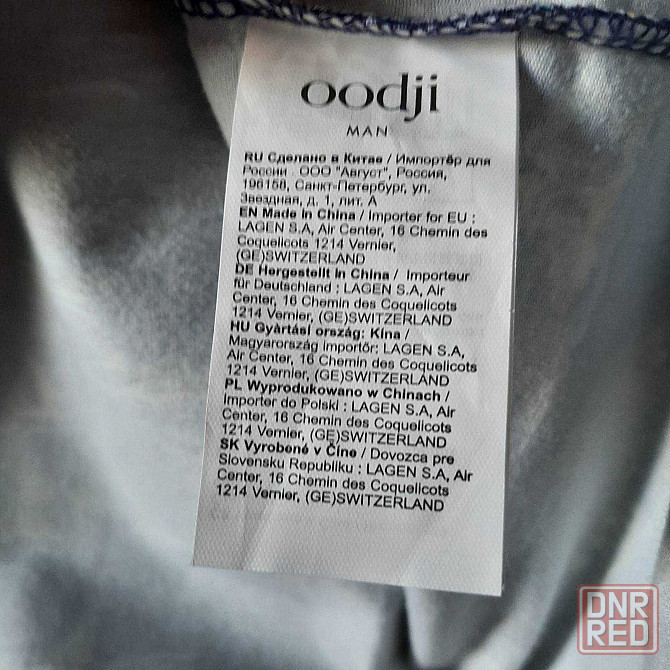 oodji
MAN
RU Сделано в Китае / Импортёр для
России : ООО "Август", Россия,
196158, Санкт-Петербург, ул.
Звездная, д. 1, лит. А
EN Made in China / Importer for EU :
LAGEN S.A, Air Center, 16 Chemin des
Coquelicots 1214 Vernier,
(GE)SWITZERLAND
DE Hergestellt in China / Importeur
für Deutschland : LAGEN S.A, Air
Center, 16 Chemin des Coquelicots
1214 Vernier, (GE)SWITZERLAND
HU Gyàrtási ország: Kína /
Magyarország importőr: LAGEN S.A,
Air Center, 16 Chemin des Coquelicots
1214 Vernier, (GE)SWITZERLAND
PL Wyprodukowano w Chinach /
Importer do Polski : LAGEN S.A, Air
Center, 16 Chemin des Coquelicots
1214 Vernier, (GE)SWITZERLAND
SK Vyrobené v Číne / Dovozca pre
Slovensku Republiku : LAGEN S.A, Air
Center, 16 Chemin des Coquelicots
1214 Vernier, (GE)SWITZERLAND
DNR
RED